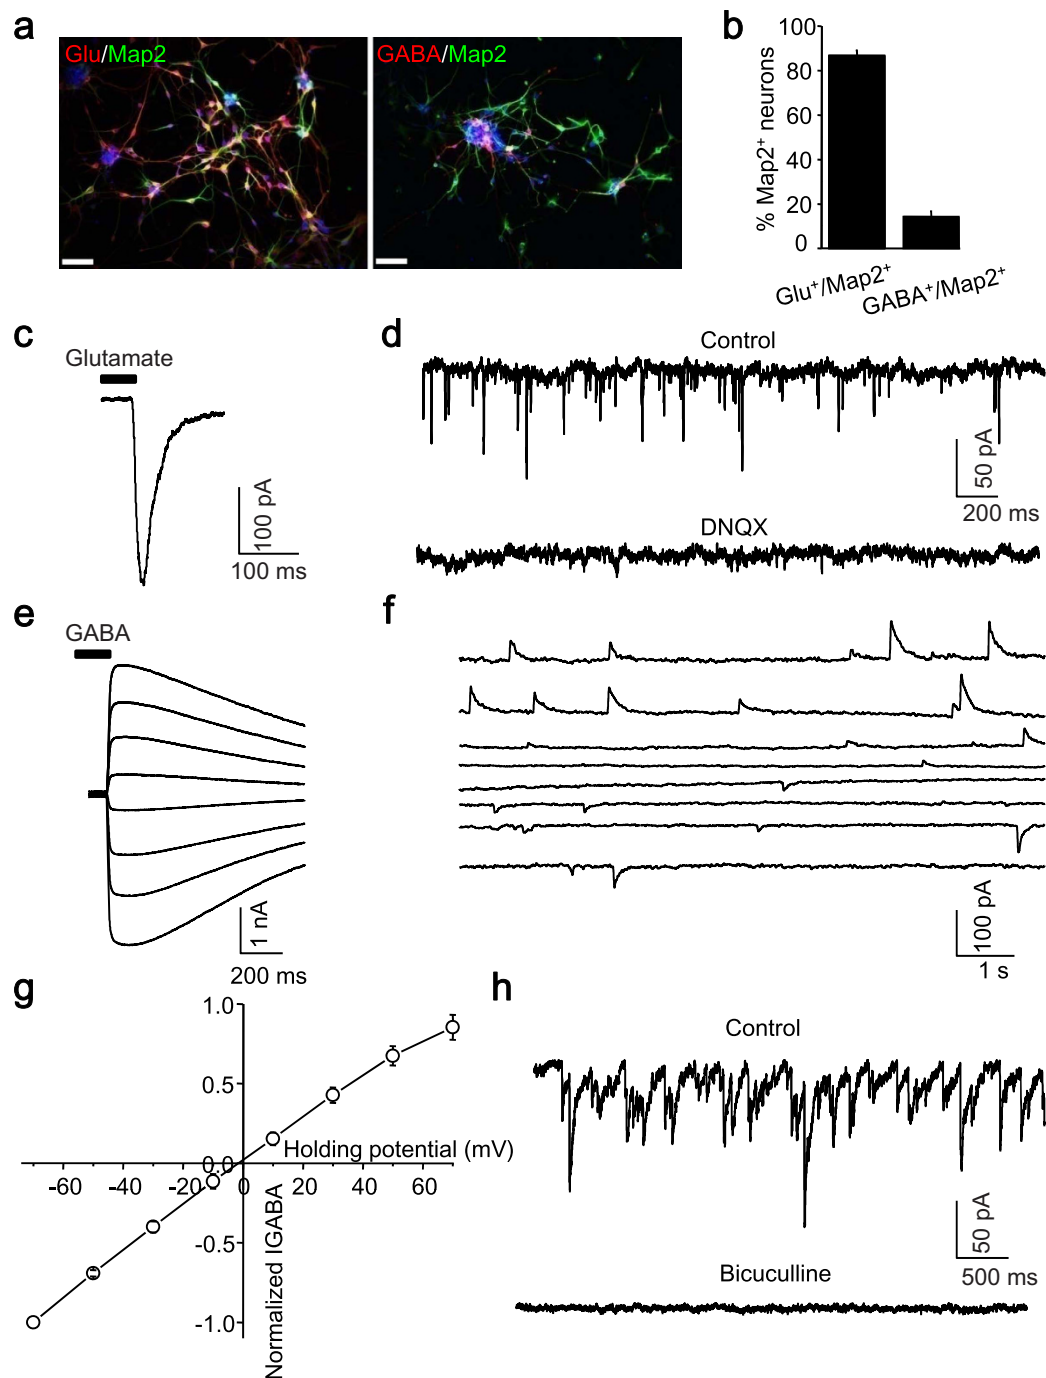 a
Glu/Map2
GABA/Map2
b
% Map2+ neurons
100
80
60
40
20
0
Glu+/Map2+
GABA+/Map2+
c
Glutamate
100 pA
100 ms
d
Control
50 pA
200 ms
DNQX
e
GABA
1 nA
200 ms
f
100 pA
1 s
g
1.0
0.5
0.0
-0.5
-1.0
Holding potential (mV)
-60 -40 -20 0 20 40 60
Normalized IGABA
h
Control
50 pA
500 ms
Bicuculline